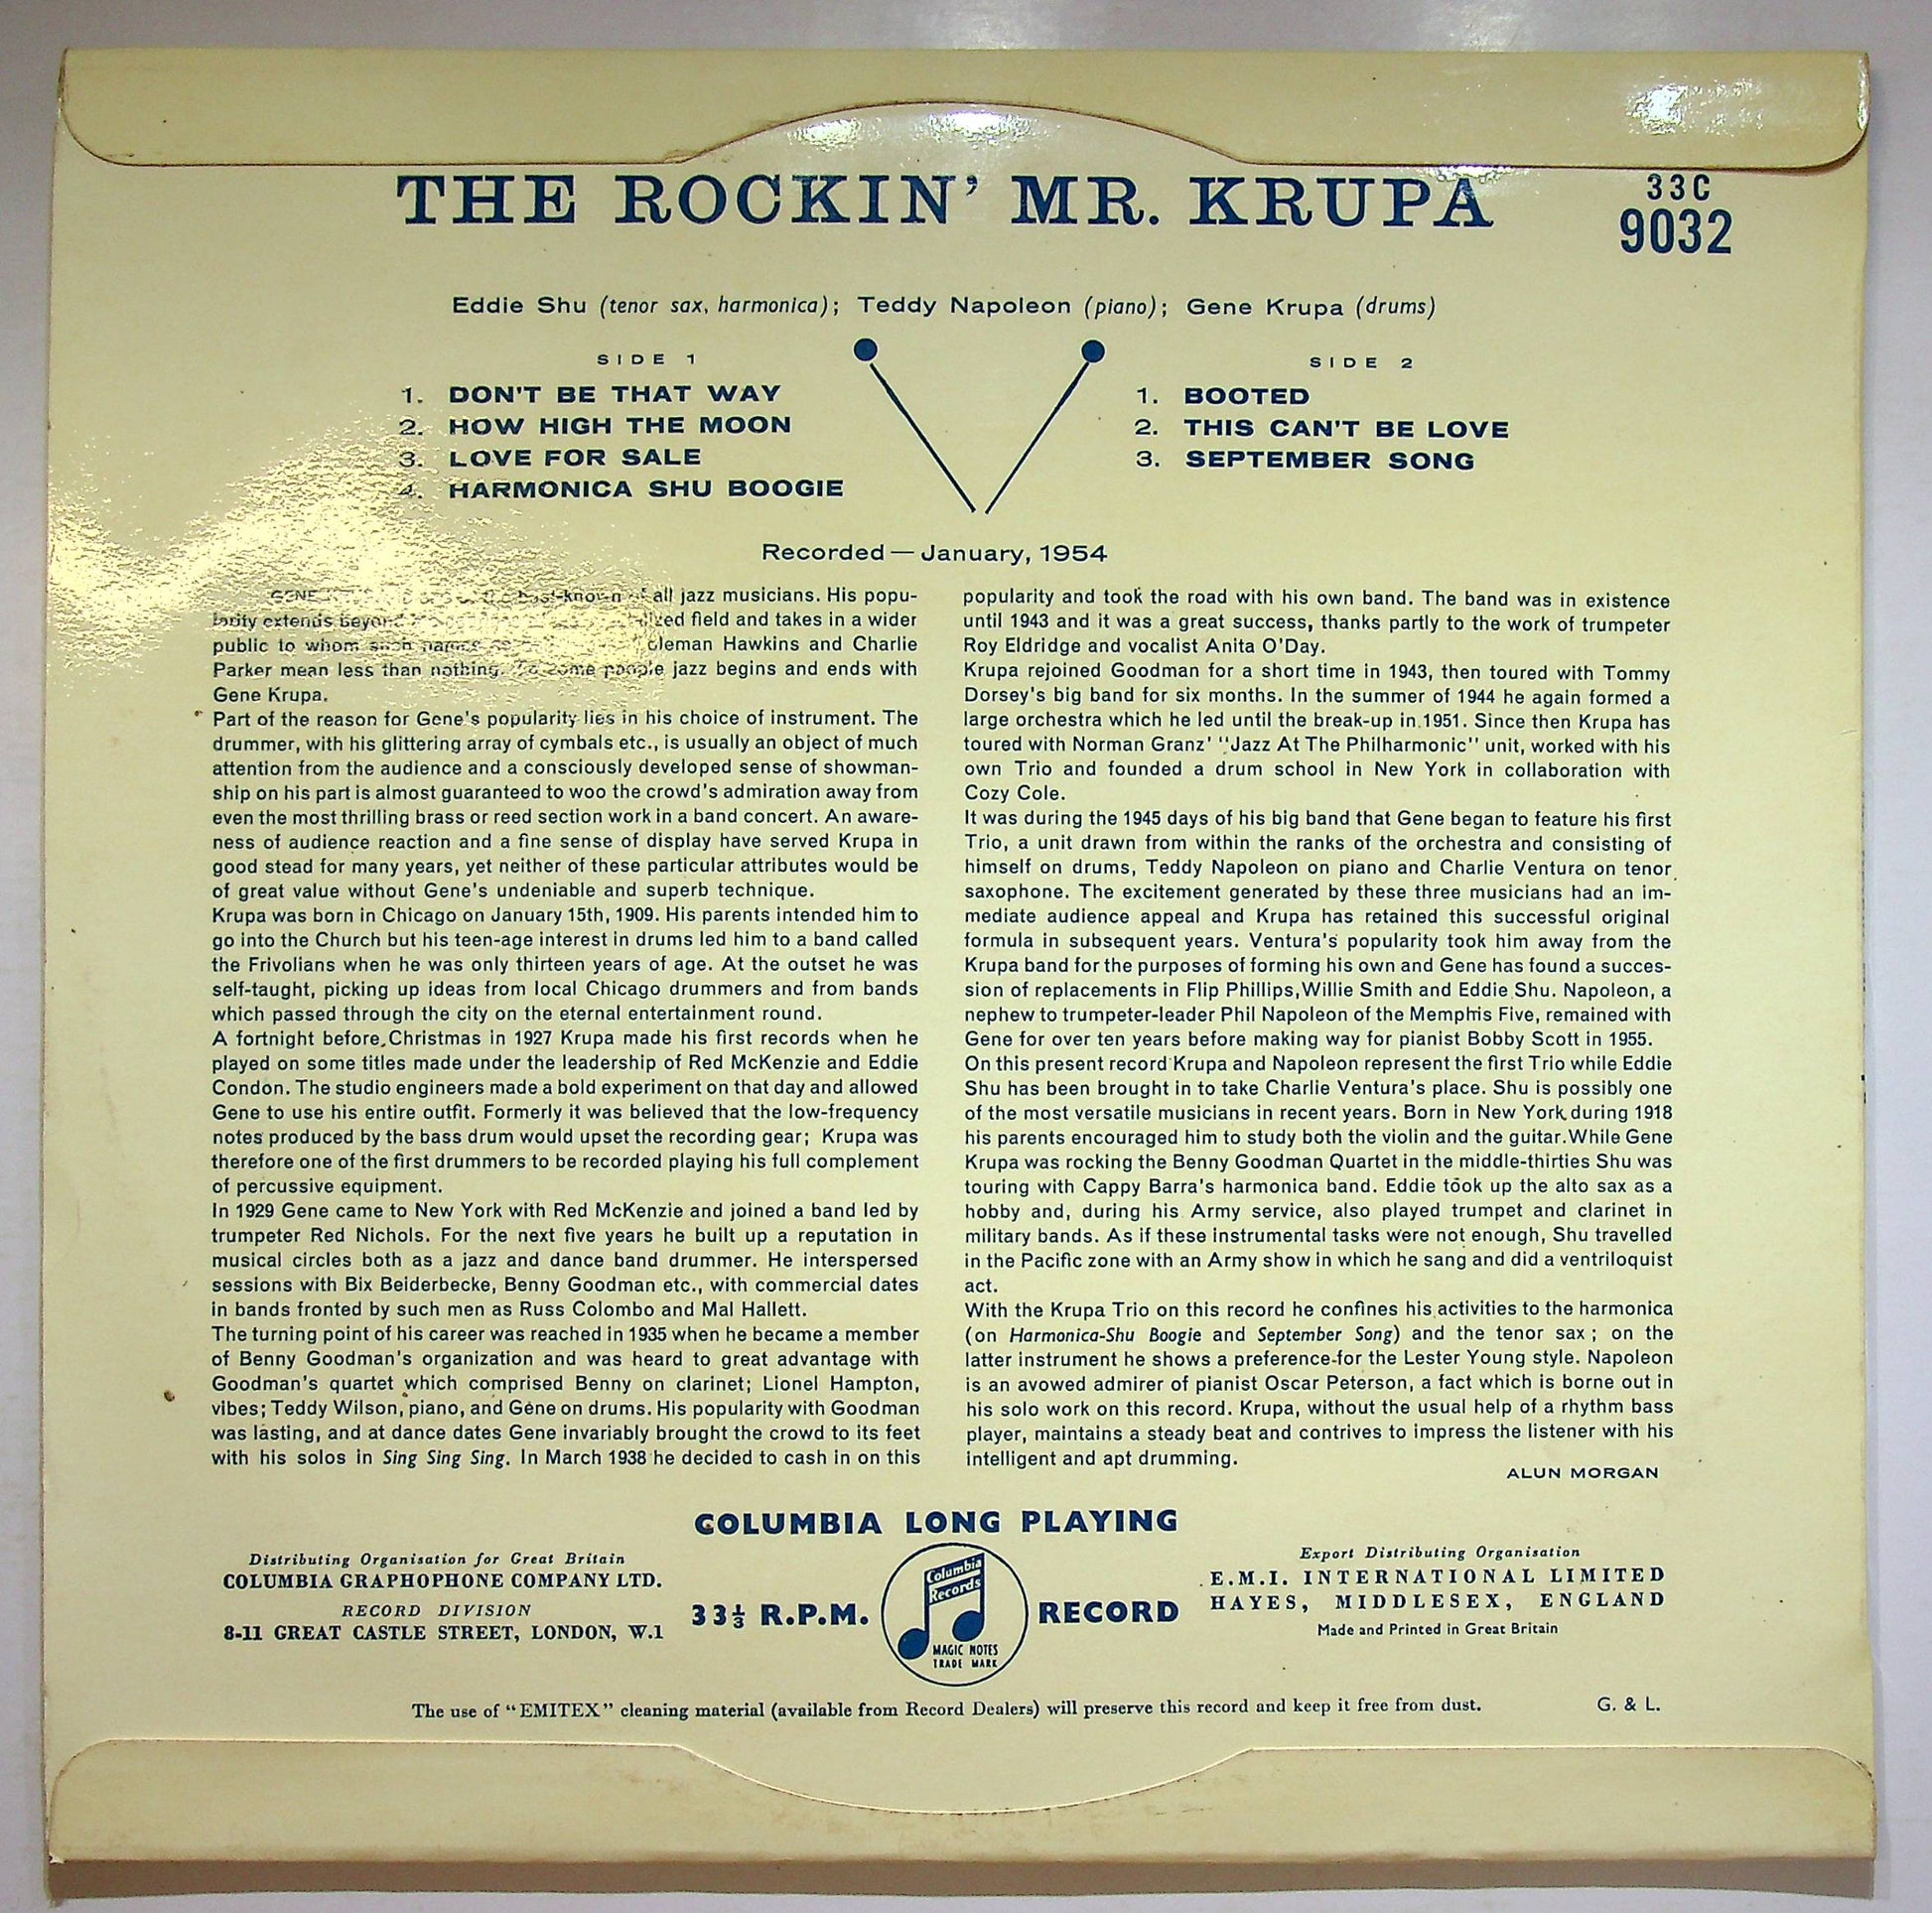 THE ROCKIN' MR. KRUPA
33C
9032
Eddie Shu (tenor sax, harmonica); Teddy Napoleon (piano); Gene Krupa (drums)
SIDE 1
1. DON'T BE THAT WAY
2. HOW HIGH THE MOON
3. LOVE FOR SALE
4. HARMONICA SHU BOOGIE
SIDE 2
1. BOOTED
2. THIS CAN'T BE LOVE
3. SEPTEMBER SONG
Recorded — January, 1954
GENE best-known of all jazz musicians. His popu-
larity extends beyond field and takes in a wider
public to whom such names Coleman Hawkins and Charlie
Parker mean less than nothing. To some people jazz begins and ends with
Gene Krupa.
Part of the reason for Gene's popularity lies in his choice of instrument. The
drummer, with his glittering array of cymbals etc., is usually an object of much
attention from the audience and a consciously developed sense of showman-
ship on his part is almost guaranteed to woo the crowd's admiration away from
even the most thrilling brass or reed section work in a band concert. An aware-
ness of audience reaction and a fine sense of display have served Krupa in
good stead for many years, yet neither of these particular attributes would be
of great value without Gene's undeniable and superb technique.
Krupa was born in Chicago on January 15th, 1909. His parents intended him to
go into the Church but his teen-age interest in drums led him to a band called
the Frivolians when he was only thirteen years of age. At the outset he was
self-taught, picking up ideas from local Chicago drummers and from bands
which passed through the city on the eternal entertainment round.
A fortnight before Christmas in 1927 Krupa made his first records when he
played on some titles made under the leadership of Red McKenzie and Eddie
Condon. The studio engineers made a bold experiment on that day and allowed
Gene to use his entire outfit. Formerly it was believed that the low-frequency
notes produced by the bass drum would upset the recording gear; Krupa was
therefore one of the first drummers to be recorded playing his full complement
of percussive equipment.
In 1929 Gene came to New York with Red McKenzie and joined a band led by
trumpeter Red Nichols. For the next five years he built up a reputation in
musical circles both as a jazz and dance band drummer. He interspersed
sessions with Bix Beiderbecke, Benny Goodman etc., with commercial dates
in bands fronted by such men as Russ Colombo and Mal Hallett.
The turning point of his career was reached in 1935 when he became a member
of Benny Goodman's organization and was heard to great advantage with
Goodman's quartet which comprised Benny on clarinet; Lionel Hampton,
vibes; Teddy Wilson, piano, and Gene on drums. His popularity with Goodman
was lasting, and at dance dates Gene invariably brought the crowd to its feet
with his solos in Sing Sing Sing. In March 1938 he decided to cash in on this
popularity and took the road with his own band. The band was in existence
until 1943 and it was a great success, thanks partly to the work of trumpeter
Roy Eldridge and vocalist Anita O'Day.
Krupa rejoined Goodman for a short time in 1943, then toured with Tommy
Dorsey's big band for six months. In the summer of 1944 he again formed a
large orchestra which he led until the break-up in 1951. Since then Krupa has
toured with Norman Granz' "Jazz At The Philharmonic" unit, worked with his
own Trio and founded a drum school in New York in collaboration with
Cozy Cole.
It was during the 1945 days of his big band that Gene began to feature his first
Trio, a unit drawn from within the ranks of the orchestra and consisting of
himself on drums, Teddy Napoleon on piano and Charlie Ventura on tenor
saxophone. The excitement generated by these three musicians had an im-
mediate audience appeal and Krupa has retained this successful original
formula in subsequent years. Ventura's popularity took him away from the
Krupa band for the purposes of forming his own and Gene has found a succes-
sion of replacements in Flip Phillips, Willie Smith and Eddie Shu. Napoleon, a
nephew to trumpeter-leader Phil Napoleon of the Memphis Five, remained with
Gene for over ten years before making way for pianist Bobby Scott in 1955.
On this present record Krupa and Napoleon represent the first Trio while Eddie
Shu has been brought in to take Charlie Ventura's place. Shu is possibly one
of the most versatile musicians in recent years. Born in New York during 1918
his parents encouraged him to study both the violin and the guitar. While Gene
Krupa was rocking the Benny Goodman Quartet in the middle-thirties Shu was
touring with Cappy Barra's harmonica band. Eddie took up the alto sax as a
hobby and, during his Army service, also played trumpet and clarinet in
military bands. As if these instrumental tasks were not enough, Shu travelled
in the Pacific zone with an Army show in which he sang and did a ventriloquist
act.
With the Krupa Trio on this record he confines his activities to the harmonica
(on Harmonica-Shu Boogie and September Song) and the tenor sax; on the
latter instrument he shows a preference for the Lester Young style. Napoleon
is an avowed admirer of pianist Oscar Peterson, a fact which is borne out in
his solo work on this record. Krupa, without the usual help of a rhythm bass
player, maintains a steady beat and contrives to impress the listener with his
intelligent and apt drumming.
ALUN MORGAN
COLUMBIA LONG PLAYING
33⅓ R.P.M. RECORD
Columbia
Records
MAGIC NOTES
TRADE MARK
Distributing Organisation for Great Britain
COLUMBIA GRAPHOPHONE COMPANY LTD.
RECORD DIVISION
8-11 GREAT CASTLE STREET, LONDON, W.1
Export Distributing Organisation
E.M.I. INTERNATIONAL LIMITED
HAYES, MIDDLESEX, ENGLAND
Made and Printed in Great Britain
The use of "EMITEX" cleaning material (available from Record Dealers) will preserve this record and keep it free from dust.
G. & L.